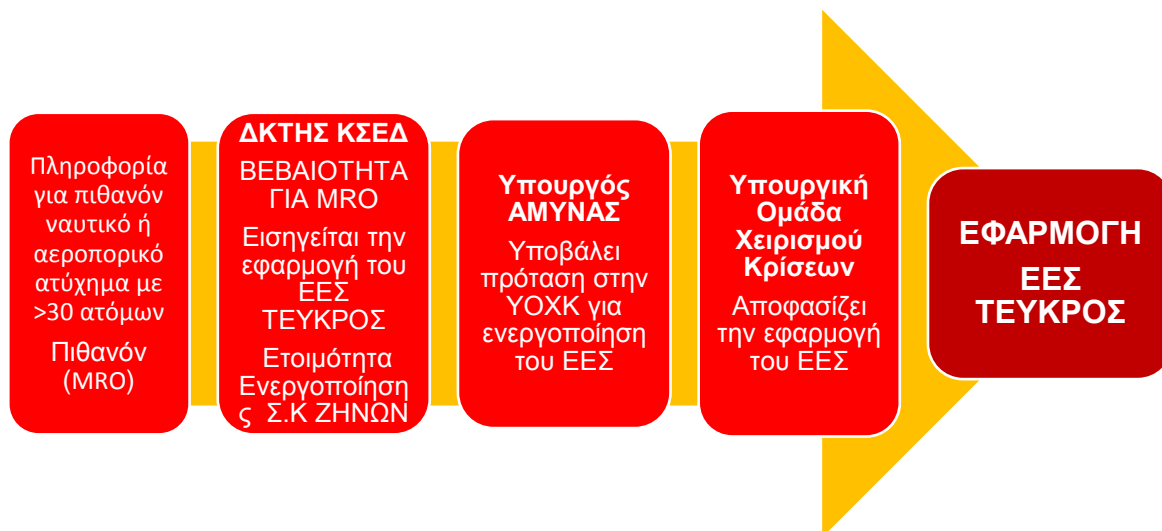 Πληροφορία
για πιθανόν
ναυτικό ή
αεροπορικό
ατύχημα με
>30 ατόμων
Πιθανόν
(MRO)
ΔΚΤΗΣ ΚΣΕΔ
ΒΕΒΑΙΟΤΗΤΑ
ΓΙΑ MRO
Εισηγείται την
εφαρμογή του
ΕΕΣ
ΤΕΥΚΡΟΣ
Ετοιμότητα
Ενεργοποίηση
ς Σ.Κ ΖΗΝΩΝ
Υπουργός
ΑΜΥΝΑΣ
Υποβάλει
πρόταση στην
ΥΟΧΚ για
ενεργοποίηση
του ΕΕΣ
Υπουργική
Ομάδα
Χειρισμού
Κρίσεων
Αποφασίζει
την εφαρμογή
του ΕΕΣ
ΕΦΑΡΜΟΓΗ
ΕΕΣ
ΤΕΥΚΡΟΣ